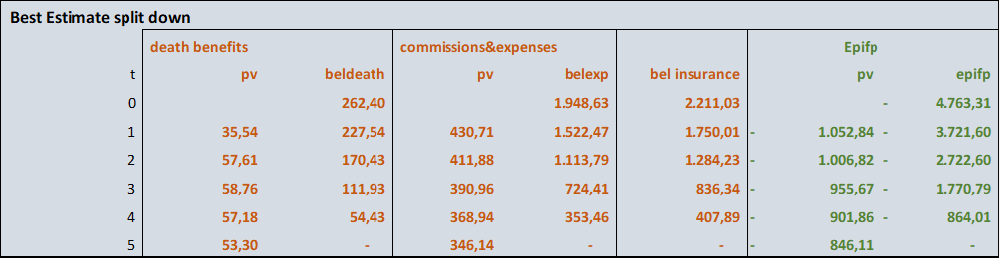 Best Estimate split down
death benefits commissions&expenses Epifp
t pv beldeath pv belexp bel insurance pv epifp
0 262,40 1.948,63 2.211,03 - 4.763,31
1 35,54 227,54 430,71 1.522,47 1.750,01 - 1.052,84 - 3.721,60
2 57,61 170,43 411,88 1.113,79 1.284,23 - 1.006,82 - 2.722,60
3 58,76 111,93 390,96 724,41 836,34 - 955,67 - 1.770,79
4 57,18 54,43 368,94 353,46 407,89 - 901,86 - 864,01
5 53,30 - 346,14 - - - 846,11 -